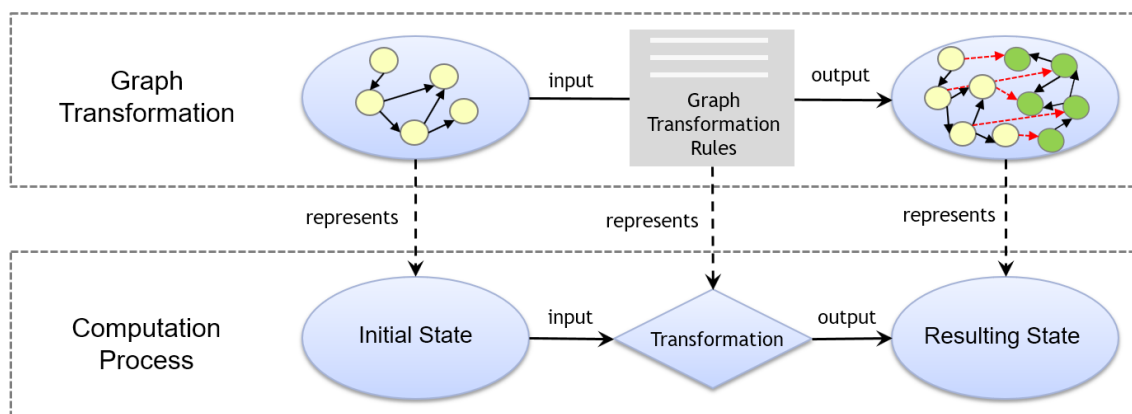 Graph
Transformation
input
Graph
Transformation
Rules
output
represents
represents
represents
Computation
Process
Initial State
input
Transformation
output
Resulting State